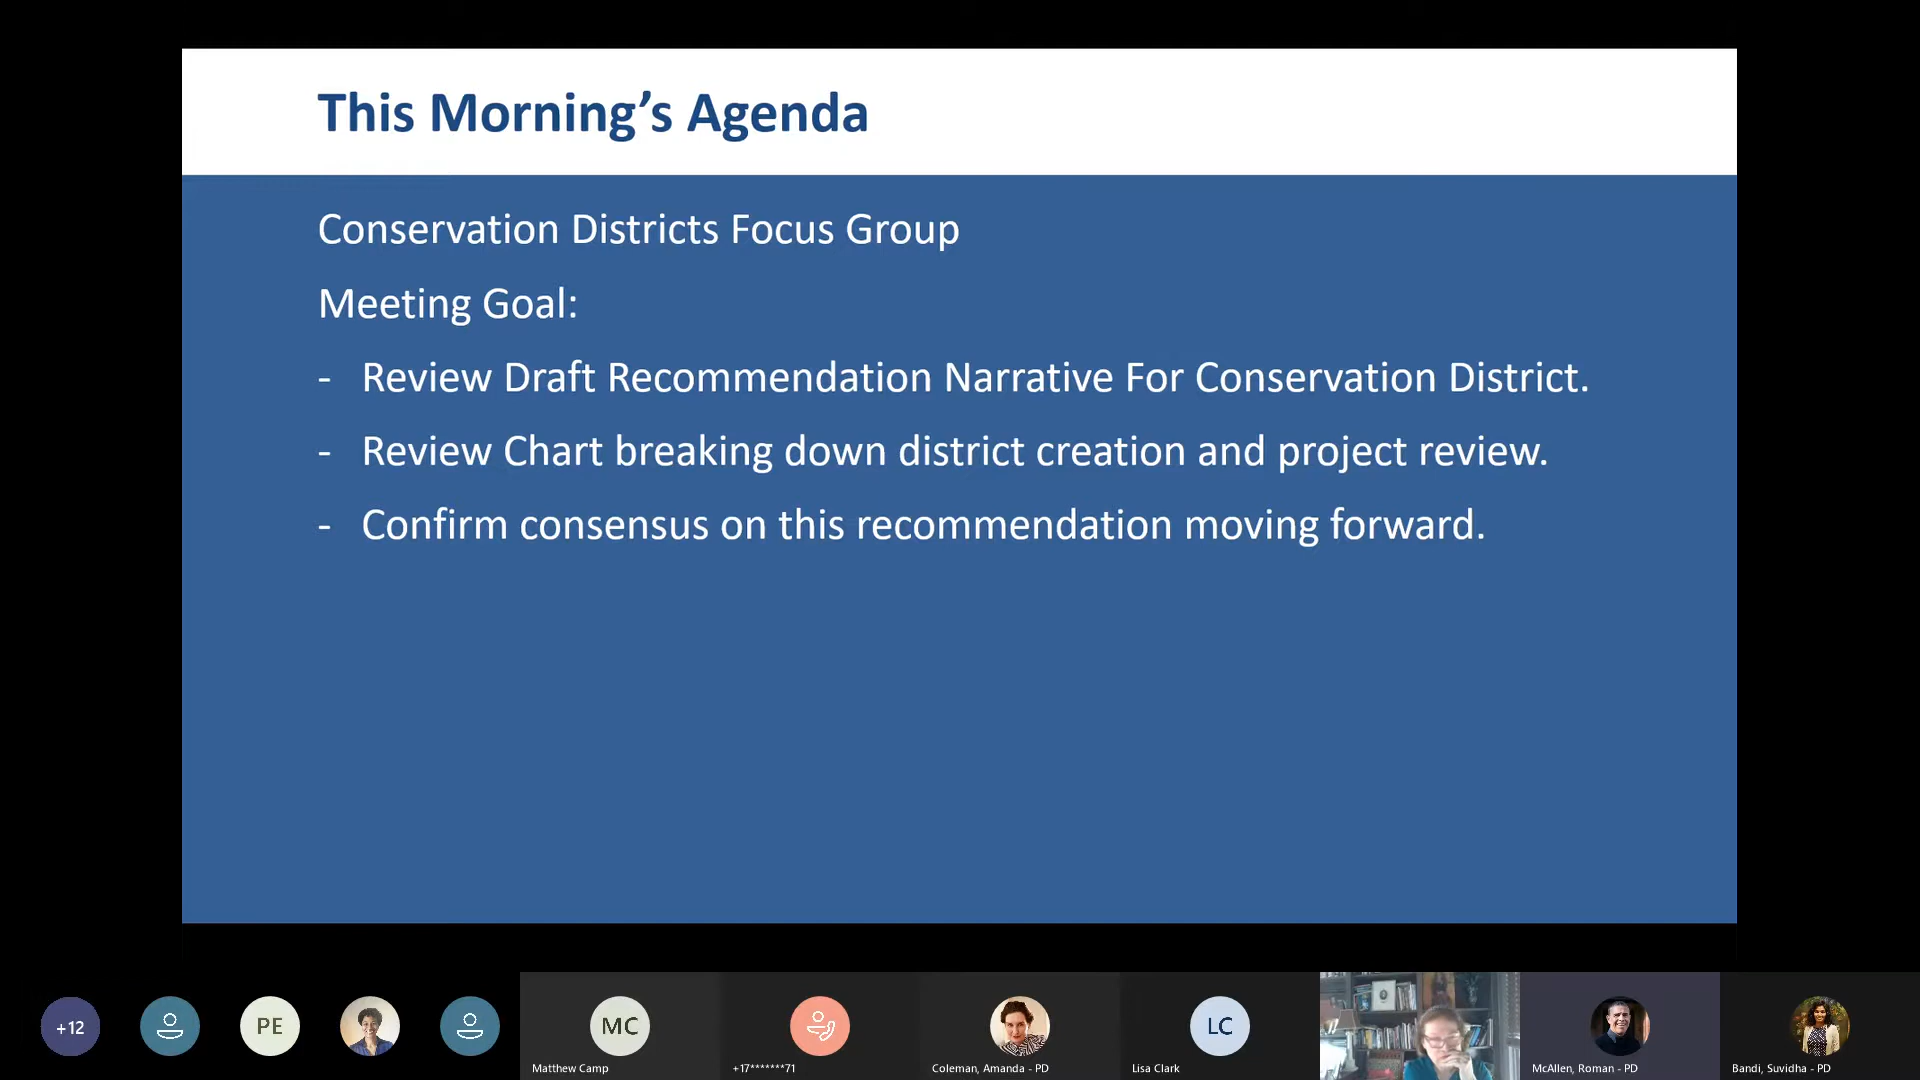 This Morning’s Agenda
Conservation Districts Focus Group
Meeting Goal:
- Review Draft Recommendation Narrative For Conservation District.
- Review Chart breaking down district creation and project review.
- Confirm consensus on this recommendation moving forward.
+12
PE
MC
LC
Matthew Camp
+17*******71
Coleman, Amanda - PD
Lisa Clark
McAllen, Roman - PD
Bandi, Suvidha - PD